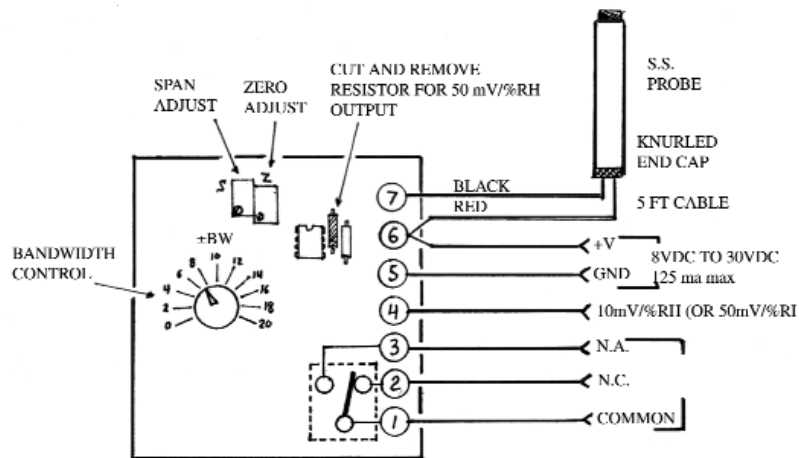 CUT AND REMOVE
RESISTOR FOR 50 mV/%RH
OUTPUT
SPAN
ADJUST
ZERO
ADJUST
S.S.
PROBE
KNURLED
END CAP
5 FT CABLE
S
Z
7
BLACK
RED
6
+V
8VDC TO 30VDC
125 ma max
5
GND
BANDWIDTH
CONTROL
±BW
0 2 4 6 8 10 12 14 16 18 20
4
10mV/%RH (OR 50mV/%RI
3
N.A.
2
N.C.
1
COMMON